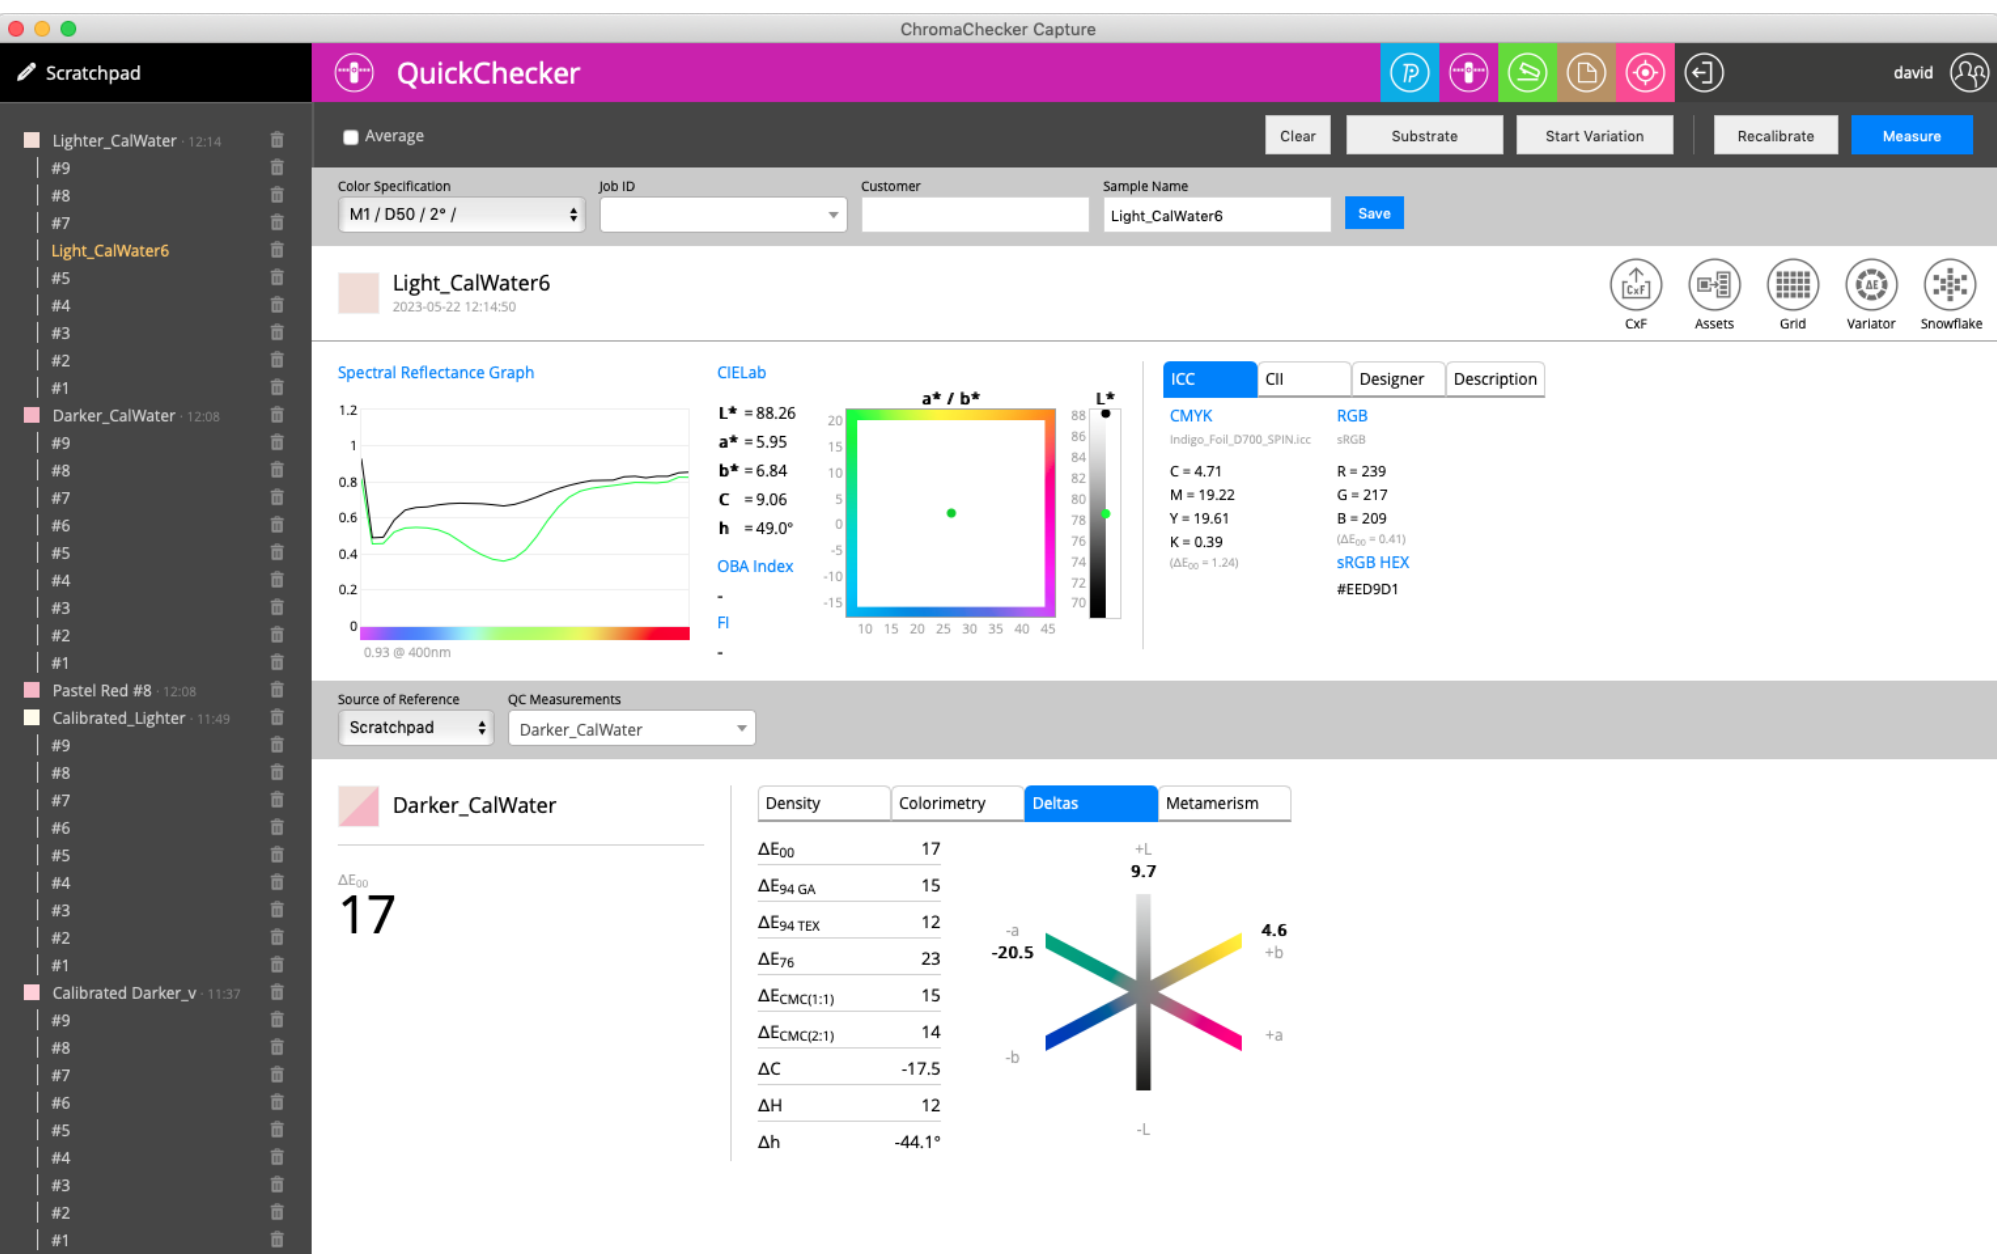 ChromaChecker Capture
Scratchpad
QuickChecker
david
Average
Clear
Substrate
Start Variation
Recalibrate
Measure
Color Specification
Job ID
Customer
Sample Name
M1 / D50 / 2° /
Light_CalWater6
Save
Light_CalWater6
2023-05-22 12:14:50
CxF
CxF
Assets
Grid
ΔE
Variator
Snowflake
Lighter_CalWater · 12:14
#9
#8
#7
Light_CalWater6
#5
#4
#3
#2
#1
Darker_CalWater · 12:08
#9
#8
#7
#6
#5
#4
#3
#2
#1
Pastel Red #8 · 12:08
Calibrated_Lighter · 11:49
#9
#8
#7
#6
#5
#4
#3
#2
#1
Calibrated Darker_v · 11:37
#9
#8
#7
#6
#5
#4
#3
#2
#1
Spectral Reflectance Graph
1.2
1
0.8
0.6
0.4
0.2
0
0.93 @ 400nm
CIELab
L* = 88.26
a* = 5.95
b* = 6.84
C = 9.06
h = 49.0°
OBA Index
-
FI
-
a* / b*
20
15
10
5
0
-5
-10
-15
10 15 20 25 30 35 40 45
L*
88
86
84
82
80
78
76
74
72
70
ICC
CII
Designer
Description
CMYK
Indigo_Foil_D700_SPIN.icc
C = 4.71
M = 19.22
Y = 19.61
K = 0.39
(ΔE00 = 1.24)
RGB
sRGB
R = 239
G = 217
B = 209
(ΔE00 = 0.41)
sRGB HEX
#EED9D1
Source of Reference
QC Measurements
Scratchpad
Darker_CalWater
Darker_CalWater
ΔE00
17
Density
Colorimetry
Deltas
Metamerism
ΔE00 17
ΔE94 GA 15
ΔE94 TEX 12
ΔE76 23
ΔECMC(1:1) 15
ΔECMC(2:1) 14
ΔC -17.5
ΔH 12
Δh -44.1°
+L
9.7
-a
-20.5
4.6
+b
-b
+a
-L